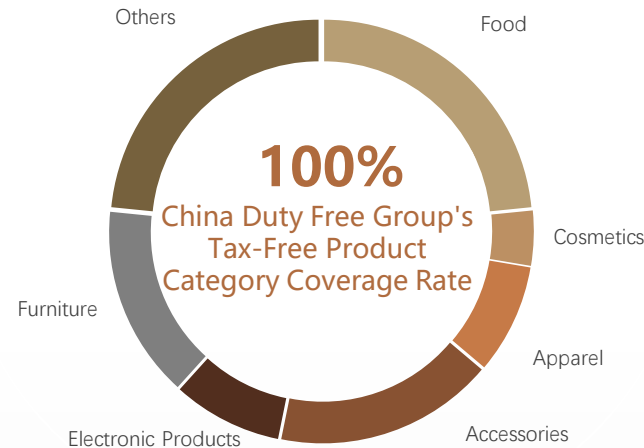 Others
Food
100%
China Duty Free Group's
Tax-Free Product
Category Coverage Rate
Cosmetics
Furniture
Apparel
Electronic Products
Accessories